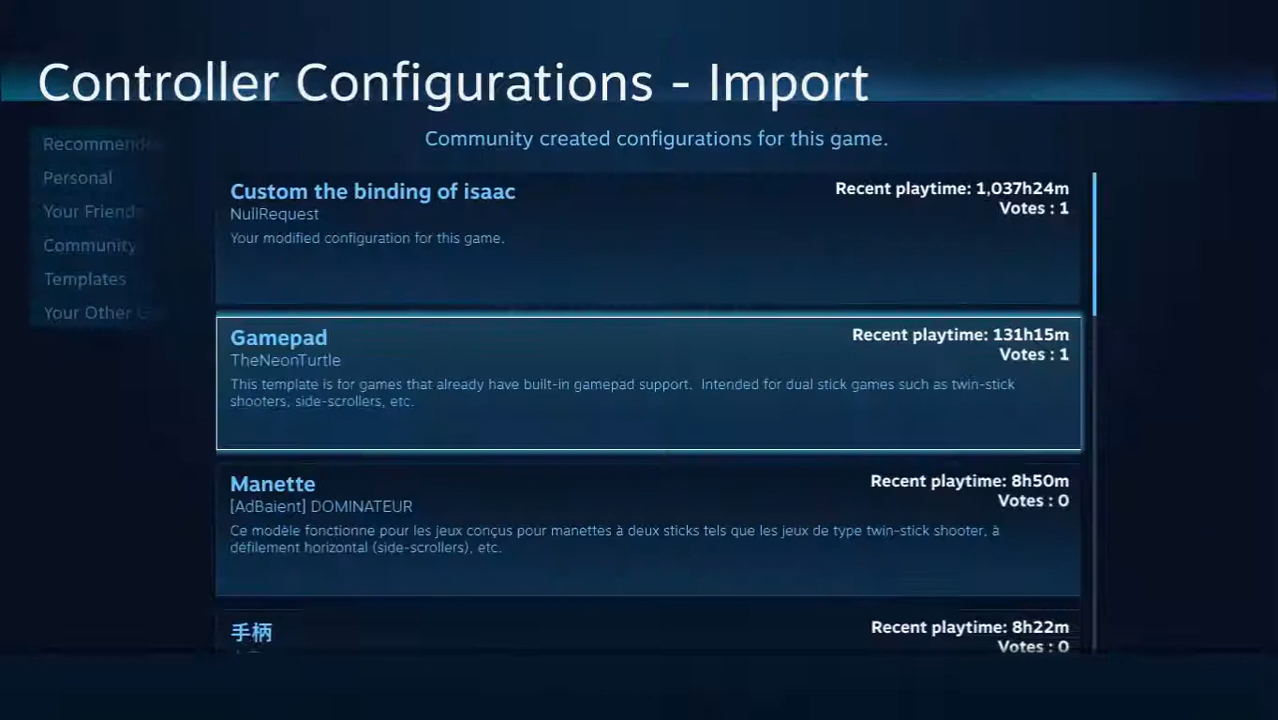 Controller Configurations - Import
Community created configurations for this game.
Personal
Your
Community
Templates
Your Other
Custom the binding of isaac
NullRequest
Your modified configuration for this game.
Recent playtime: 1,037h24m
Votes : 1
Gamepad
TheNeonTurtle
This template is for games that already have built-in gamepad support.  Intended for dual stick games such as twin-stick
shooters, side-scrollers, etc.
Recent playtime: 131h15m
Votes : 1
Manette
[AdBaient] DOMINATEUR
Ce modèle fonctionne pour les jeux conçus pour manettes à deux sticks tels que les jeux de type twin-stick shooter, à
défilement horizontal (side-scrollers), etc.
Recent playtime: 8h50m
Votes : 0
手柄
Recent playtime: 8h22m
Votes : 0